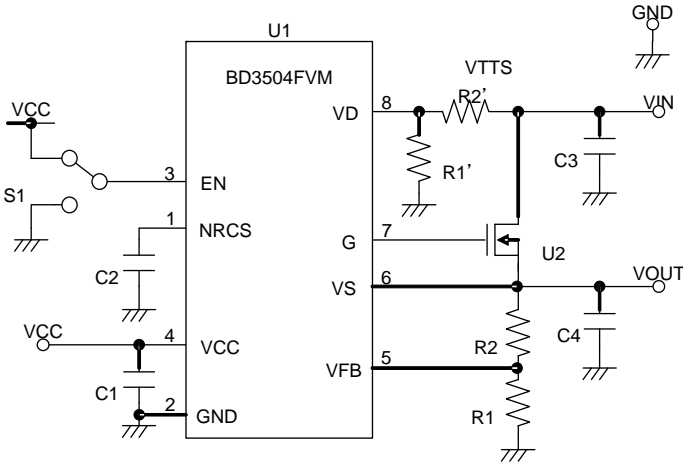 GND
U1
BD3504FVM
VTTS
VCC
8
R2’
VIN
VD
C3
R1’
3
EN
S1
1
NRCS
7
G
U2
C2
6
VS
VOUT
VCC
4
VCC
R2
C4
5
VFB
C1
2
GND
R1